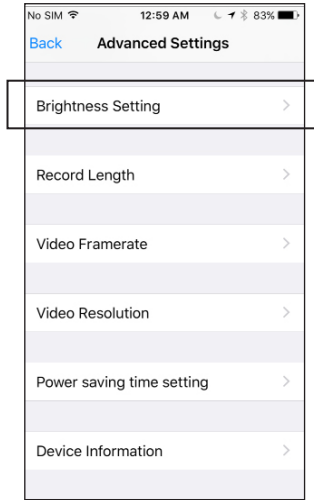 No SIM 12:59 AM 83%
Back Advanced Settings
Brightness Setting
Record Length
Video Framerate
Video Resolution
Power saving time setting
Device Information